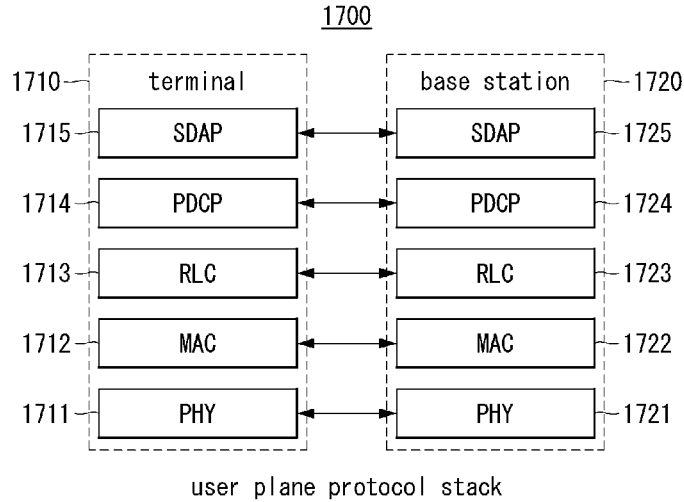 1700
1710 terminal base station 1720
1715 SDAP SDAP 1725
1714 PDCP PDCP 1724
1713 RLC RLC 1723
1712 MAC MAC 1722
1711 PHY PHY 1721
user plane protocol stack